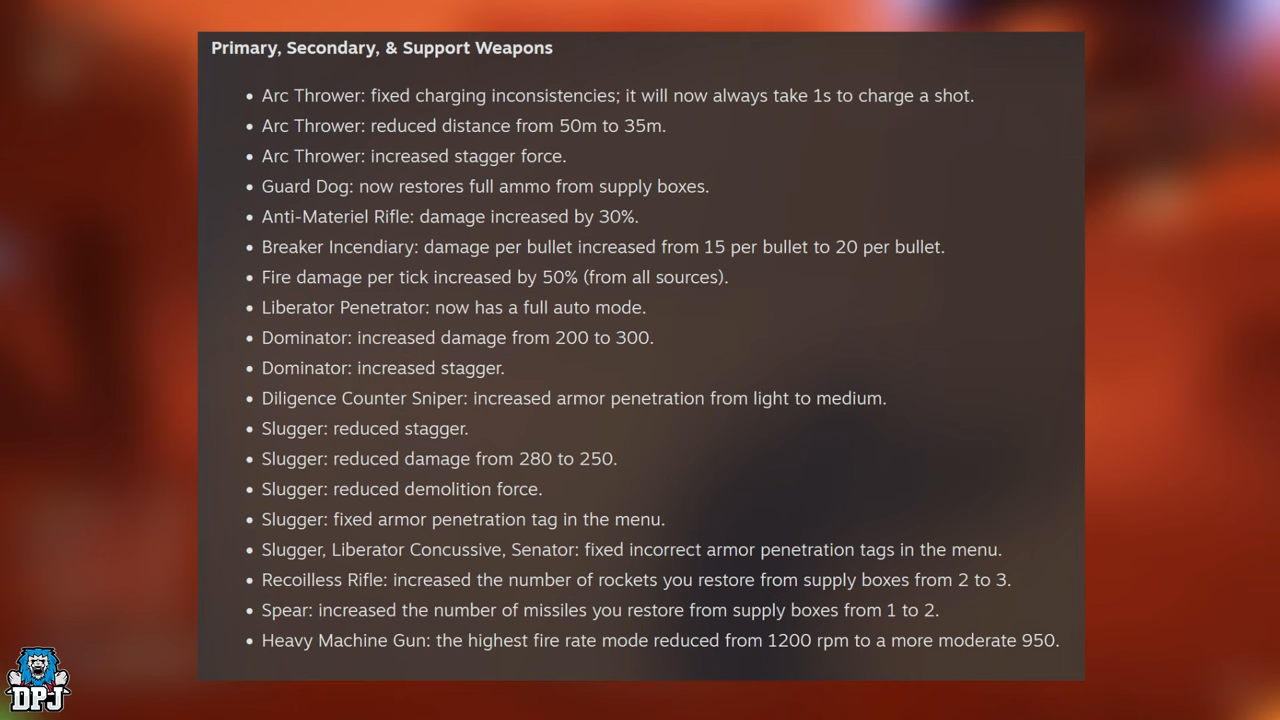 Primary, Secondary, & Support Weapons
• Arc Thrower: fixed charging inconsistencies; it will now always take 1s to charge a shot.
• Arc Thrower: reduced distance from 50m to 35m.
• Arc Thrower: increased stagger force.
• Guard Dog: now restores full ammo from supply boxes.
• Anti-Materiel Rifle: damage increased by 30%.
• Breaker Incendiary: damage per bullet increased from 15 per bullet to 20 per bullet.
• Fire damage per tick increased by 50% (from all sources).
• Liberator Penetrator: now has a full auto mode.
• Dominator: increased damage from 200 to 300.
• Dominator: increased stagger.
• Diligence Counter Sniper: increased armor penetration from light to medium.
• Slugger: reduced stagger.
• Slugger: reduced damage from 280 to 250.
• Slugger: reduced demolition force.
• Slugger: fixed armor penetration tag in the menu.
• Slugger, Liberator Concussive, Senator: fixed incorrect armor penetration tags in the menu.
• Recoilless Rifle: increased the number of rockets you restore from supply boxes from 2 to 3.
• Spear: increased the number of missiles you restore from supply boxes from 1 to 2.
• Heavy Machine Gun: the highest fire rate mode reduced from 1200 rpm to a more moderate 950.
DPJ